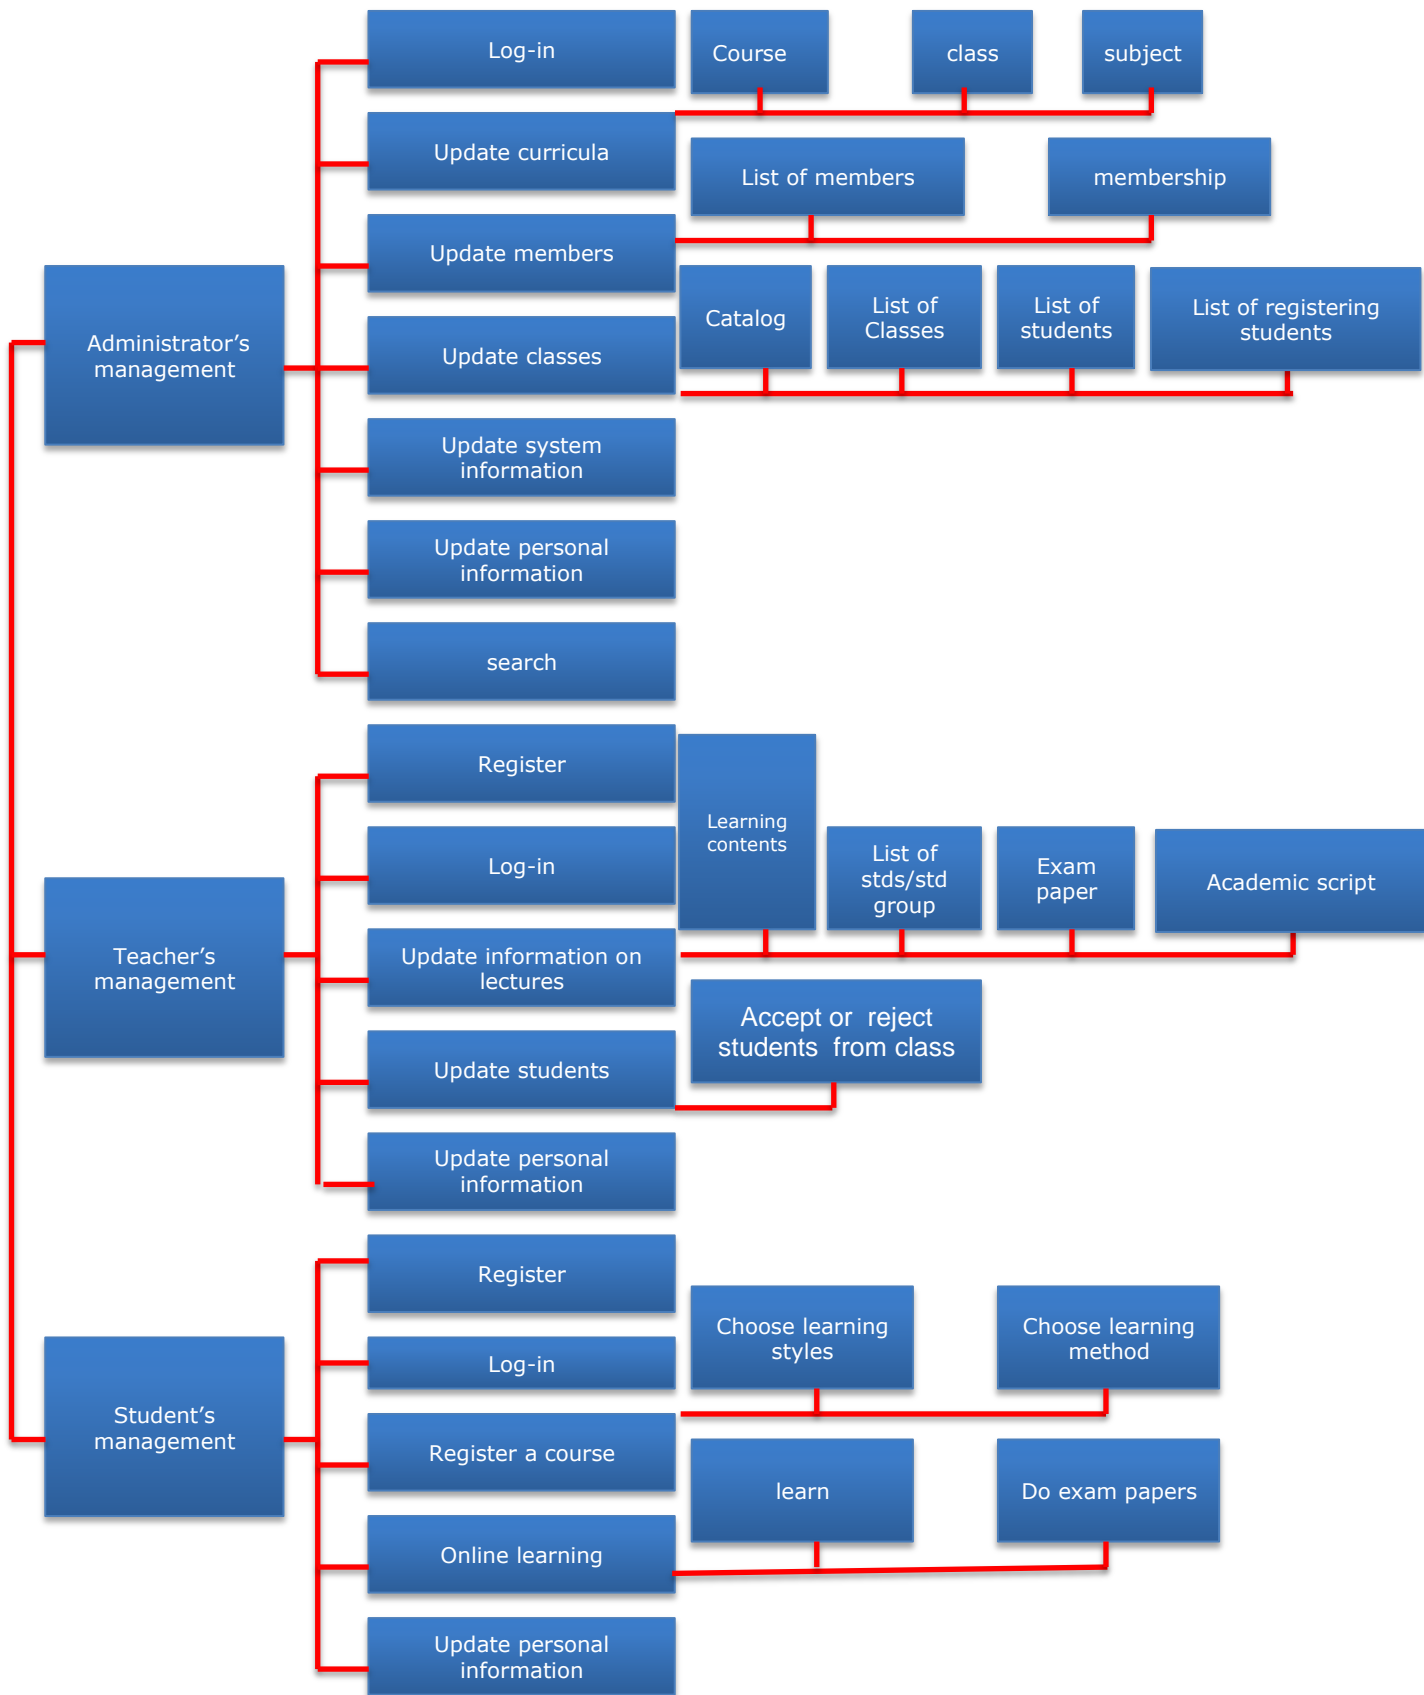 Log-in
Course
class
subject
Update curricula
List of members
membership
Update members
Administrator’s
management
Catalog
List of
Classes
List of
students
List of registering
students
Update classes
Update system
information
Update personal
information
search
Register
Learning
contents
Log-in
List of
stds/std
group
Exam
paper
Academic script
Teacher’s
management
Update information on
lectures
Accept or  reject
students  from class
Update students
Update personal
information
Register
Choose learning
styles
Choose learning
method
Log-in
Student’s
management
Register a course
learn
Do exam papers
Online learning
Update personal
information